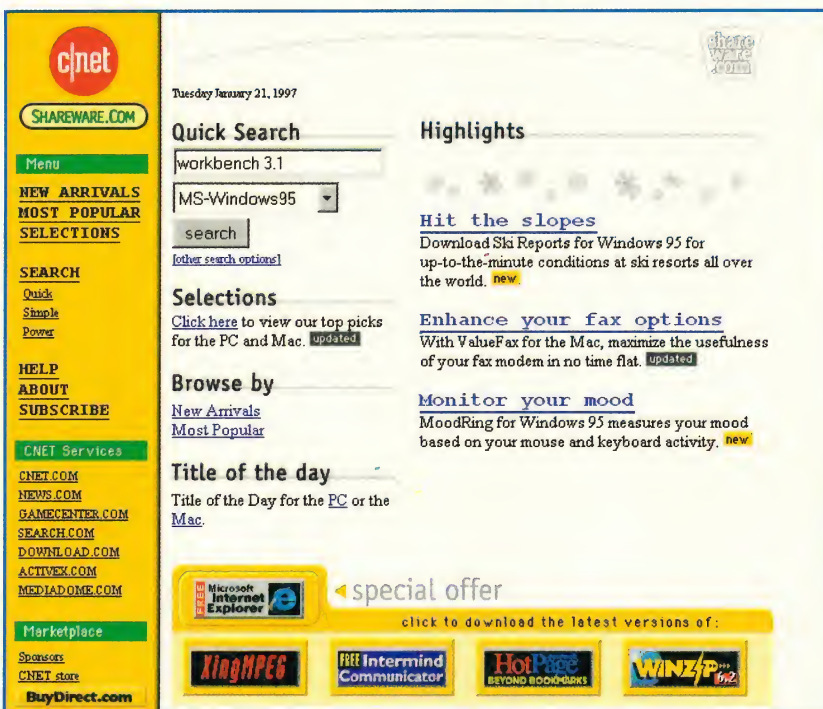 c|net
SHAREWARE.COM
Menu
NEW ARRIVALS
MOST POPULAR
SELECTIONS
SEARCH
Quick
Simple
Power
HELP
ABOUT
SUBSCRIBE
CNET Services
CNET.COM
NEWS.COM
GAMECENTER.COM
SEARCH.COM
DOWNLOAD.COM
ACTIVEX.COM
MEDIADOME.COM
Marketplace
Sponsors
CNET store
BuyDirect.com
share
ware
.com
Tuesday January 21, 1997
Quick Search
workbench 3.1
MS-Windows95
search
[other search options]
Selections
Click here to view our top picks
for the PC and Mac. updated
Browse by
New Arrivals
Most Popular
Title of the day
Title of the Day for the PC or the
Mac.
Highlights
Hit the slopes
Download Ski Reports for Windows 95 for
up-to-the-minute conditions at ski resorts all over
the world. new
Enhance your fax options
With ValueFax for the Mac, maximize the usefulness
of your fax modem in no time flat. updated
Monitor your mood
MoodRing for Windows 95 measures your mood
based on your mouse and keyboard activity. new
FREE
Microsoft
Internet
Explorer
special offer
click to download the latest versions of:
XingMPEG
FREE Intermind
Communicator
HotPage
BEYOND BOOKMARKS
WINZIP
6.2